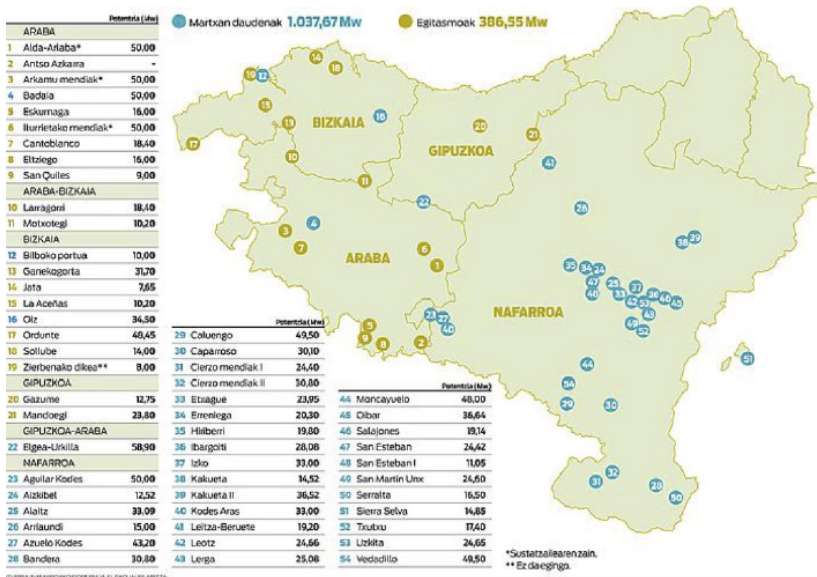 Martxan daudenak 1.037,67 Mw
Egitasmoak 386,55 Mw
Potentzia (Mw)
ARABA
1 Alda-Arlaba* 50,00
2 Antso Azkarra -
3 Arkamu mendiak* 50,00
4 Badaia 50,00
5 Eskurnaga 16,00
6 Iturrietako mendiak* 50,00
7 Cantoblanco 18,40
8 Eltziego 16,00
9 San Quiles 9,00
ARABA-BIZKAIA
10 Larragorri 18,40
11 Motxotegi 10,20
BIZKAIA
12 Bilboko portua 10,00
13 Ganekogorta 31,70
14 Jata 7,65
15 La Aceñas 10,20
16 Oiz 34,50
17 Ordunte 48,45
18 Sollube 14,00
19 Zierbenako dikea** 8,00
GIPUZKOA
20 Gazume 12,75
21 Mandoegi 23,80
GIPUZKOA-ARABA
22 Elgea-Urkilla 58,90
NAFARROA
23 Aguilar Kodes 50,00
24 Aizkibel 12,52
25 Alaitz 33,09
26 Arriaundi 15,00
27 Azuelo Kodes 43,20
28 Bandera 30,80
Potentzia (Mw)
29 Caluengo 49,50
30 Caparroso 30,10
31 Cierzo mendiak I 24,40
32 Cierzo mendiak II 30,80
33 Etxague 23,95
34 Erreniega 20,30
35 Hiriberri 19,80
36 Ibargoiti 28,08
37 Izko 33,00
38 Kakueta 14,52
39 Kakueta II 36,52
40 Kodes Aras 33,00
41 Leitza-Beruete 19,20
42 Leotz 24,66
43 Lerga 25,08
Potentzia (Mw)
44 Moncayuelo 48,00
45 Oibar 36,64
46 Salajones 19,14
47 San Esteban 24,42
48 San Esteban I 11,05
49 San Martin Unx 24,60
50 Serralta 16,50
51 Sierra Selva 14,85
52 Txutxu 17,40
53 Uzkita 24,65
54 Vedadillo 49,50
BIZKAIA
GIPUZKOA
ARABA
NAFARROA
*Sustatzailearen zain.
** Ez da egingo.